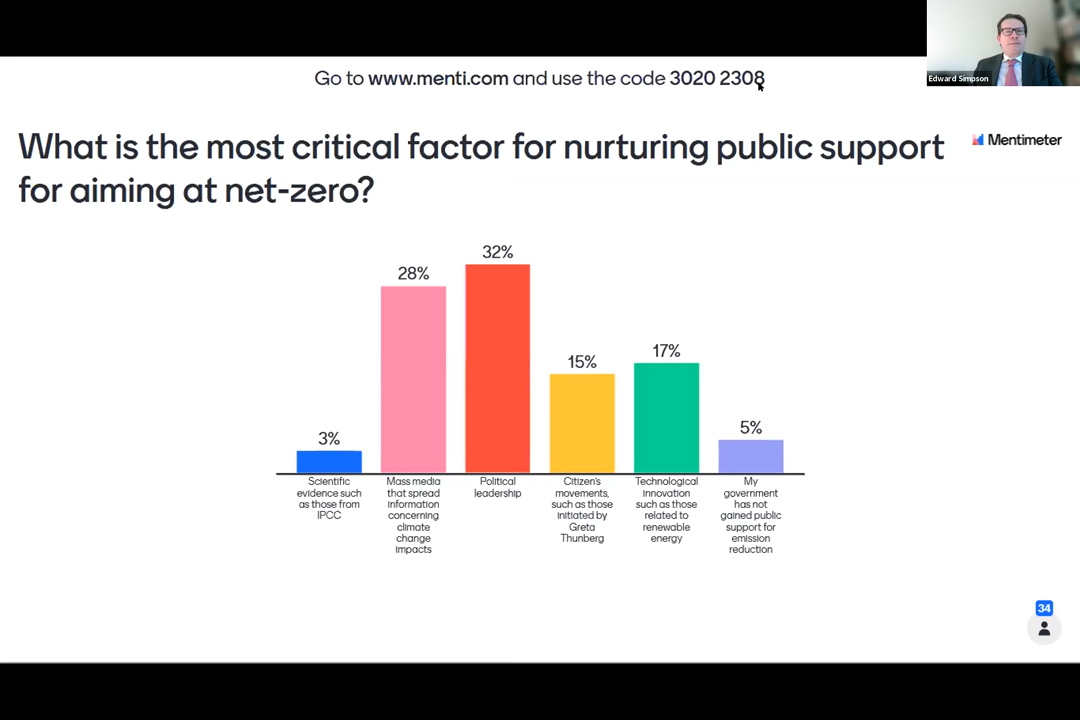 Go to www.menti.com and use the code 3020 2308
Edward Simpson
What is the most critical factor for nurturing public support
for aiming at net-zero?
Mentimeter
3%
28%
32%
15%
17%
5%
Scientific
evidence such
as those from
IPCC
Mass media
that spread
information
concerning
climate
change
impacts
Political
leadership
Citizen's
movements,
such as those
initiated by
Greta
Thunberg
Technological
innovation
such as those
related to
renewable
energy
My
government
has not
gained public
support for
emission
reduction
34